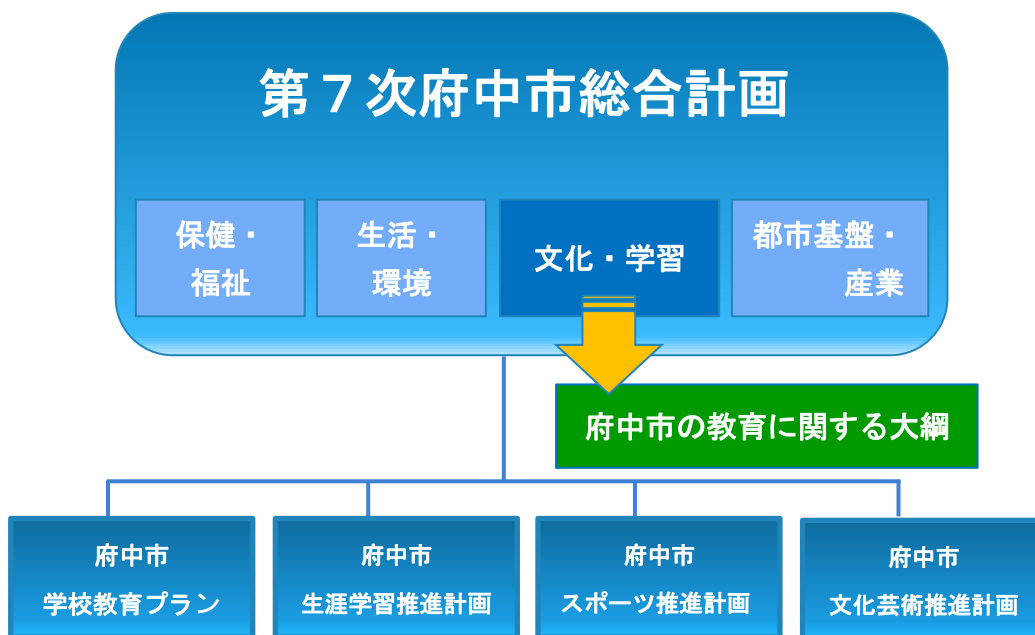 第７次府中市総合計画
保健・
福祉
生活・
環境
文化・学習
都市基盤・
産業
府中市の教育に関する大綱
府中市
学校教育プラン
府中市
生涯学習推進計画
府中市
スポーツ推進計画
府中市
文化芸術推進計画